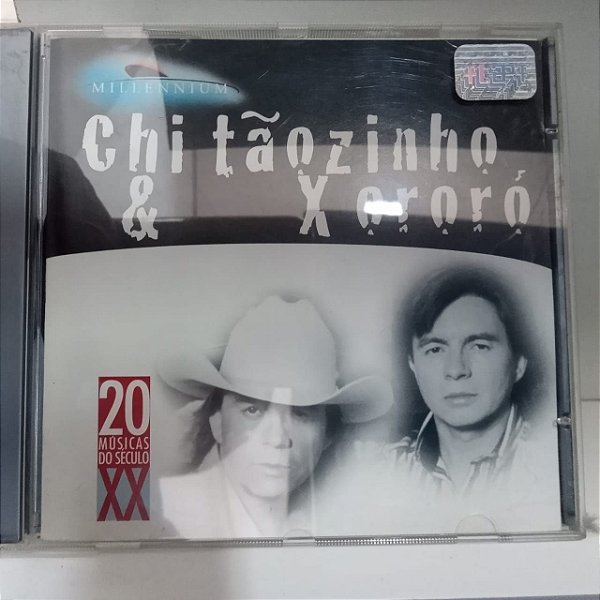 MILLENNIUM
Chitãozinho
& Xororó
20
MÚSICAS
DO SÉCULO
XX